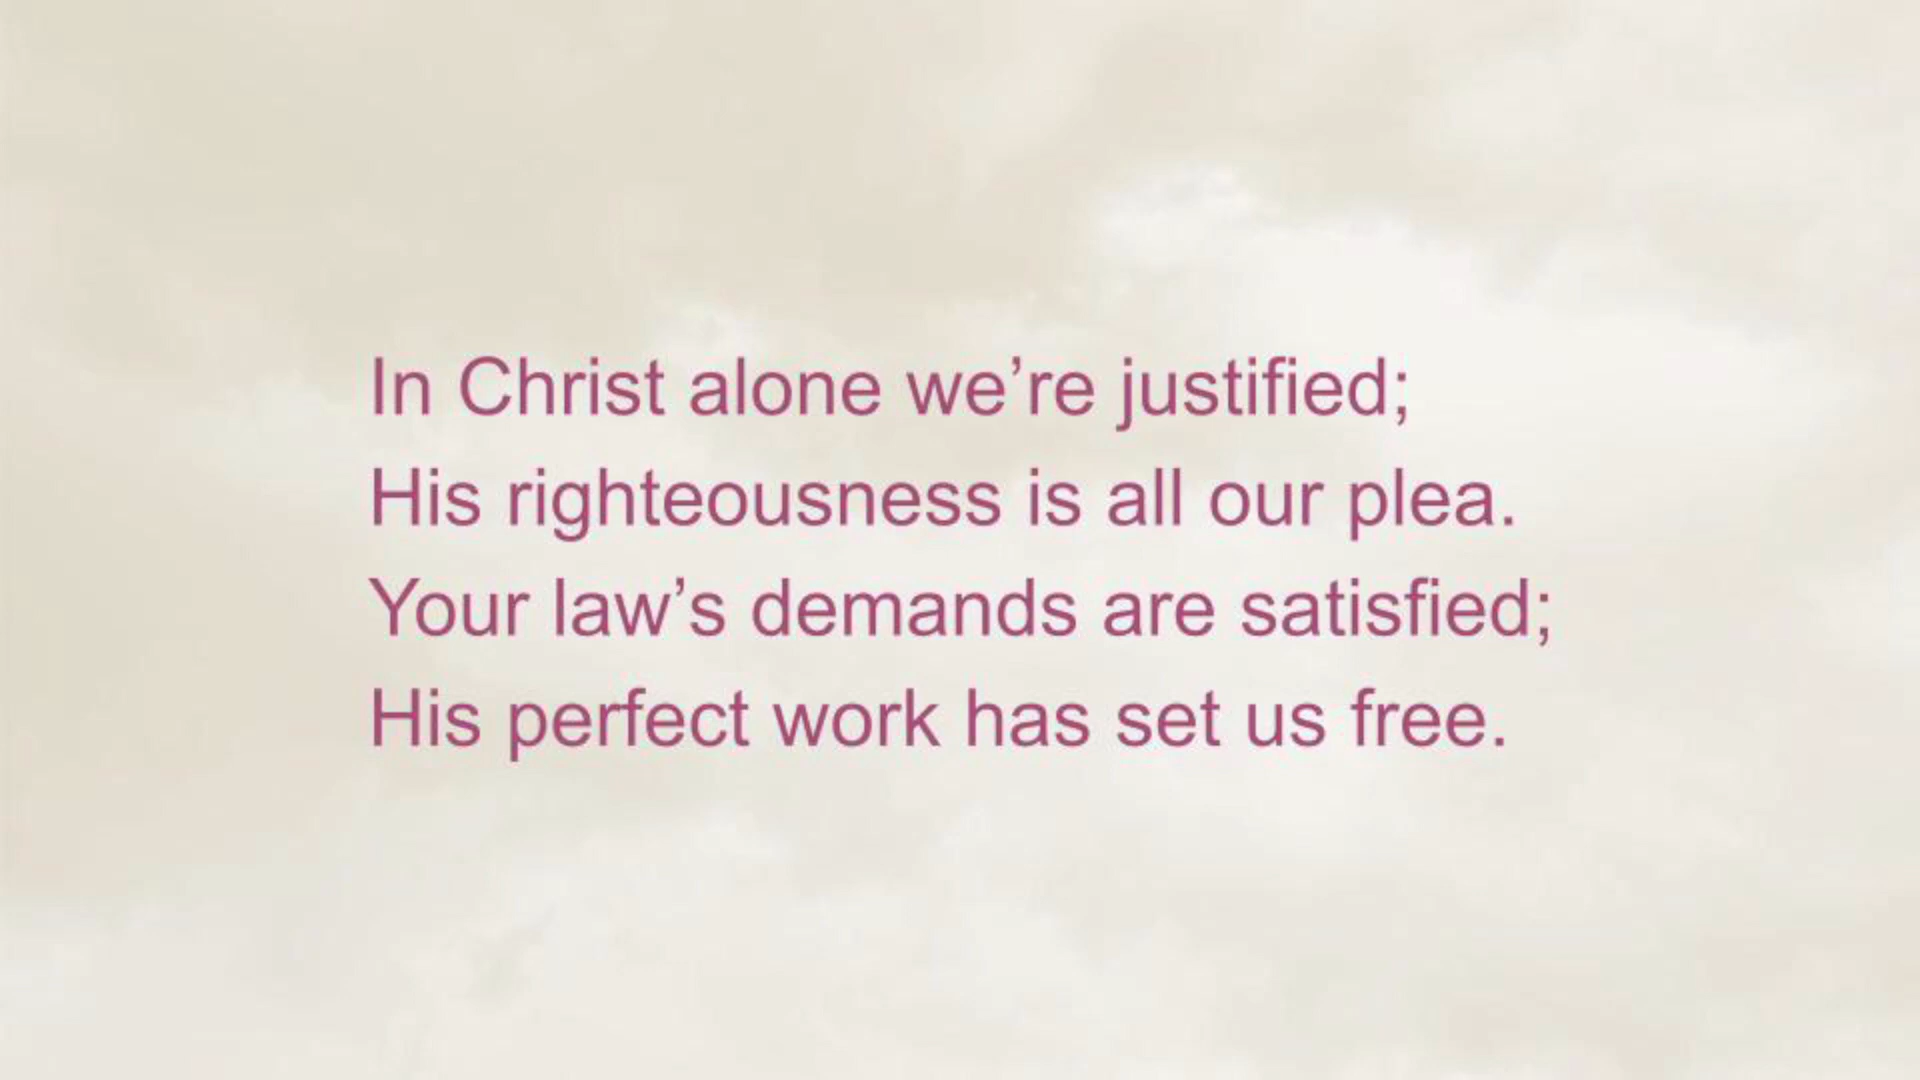 In Christ alone we’re justified;
His righteousness is all our plea.
Your law’s demands are satisfied;
His perfect work has set us free.